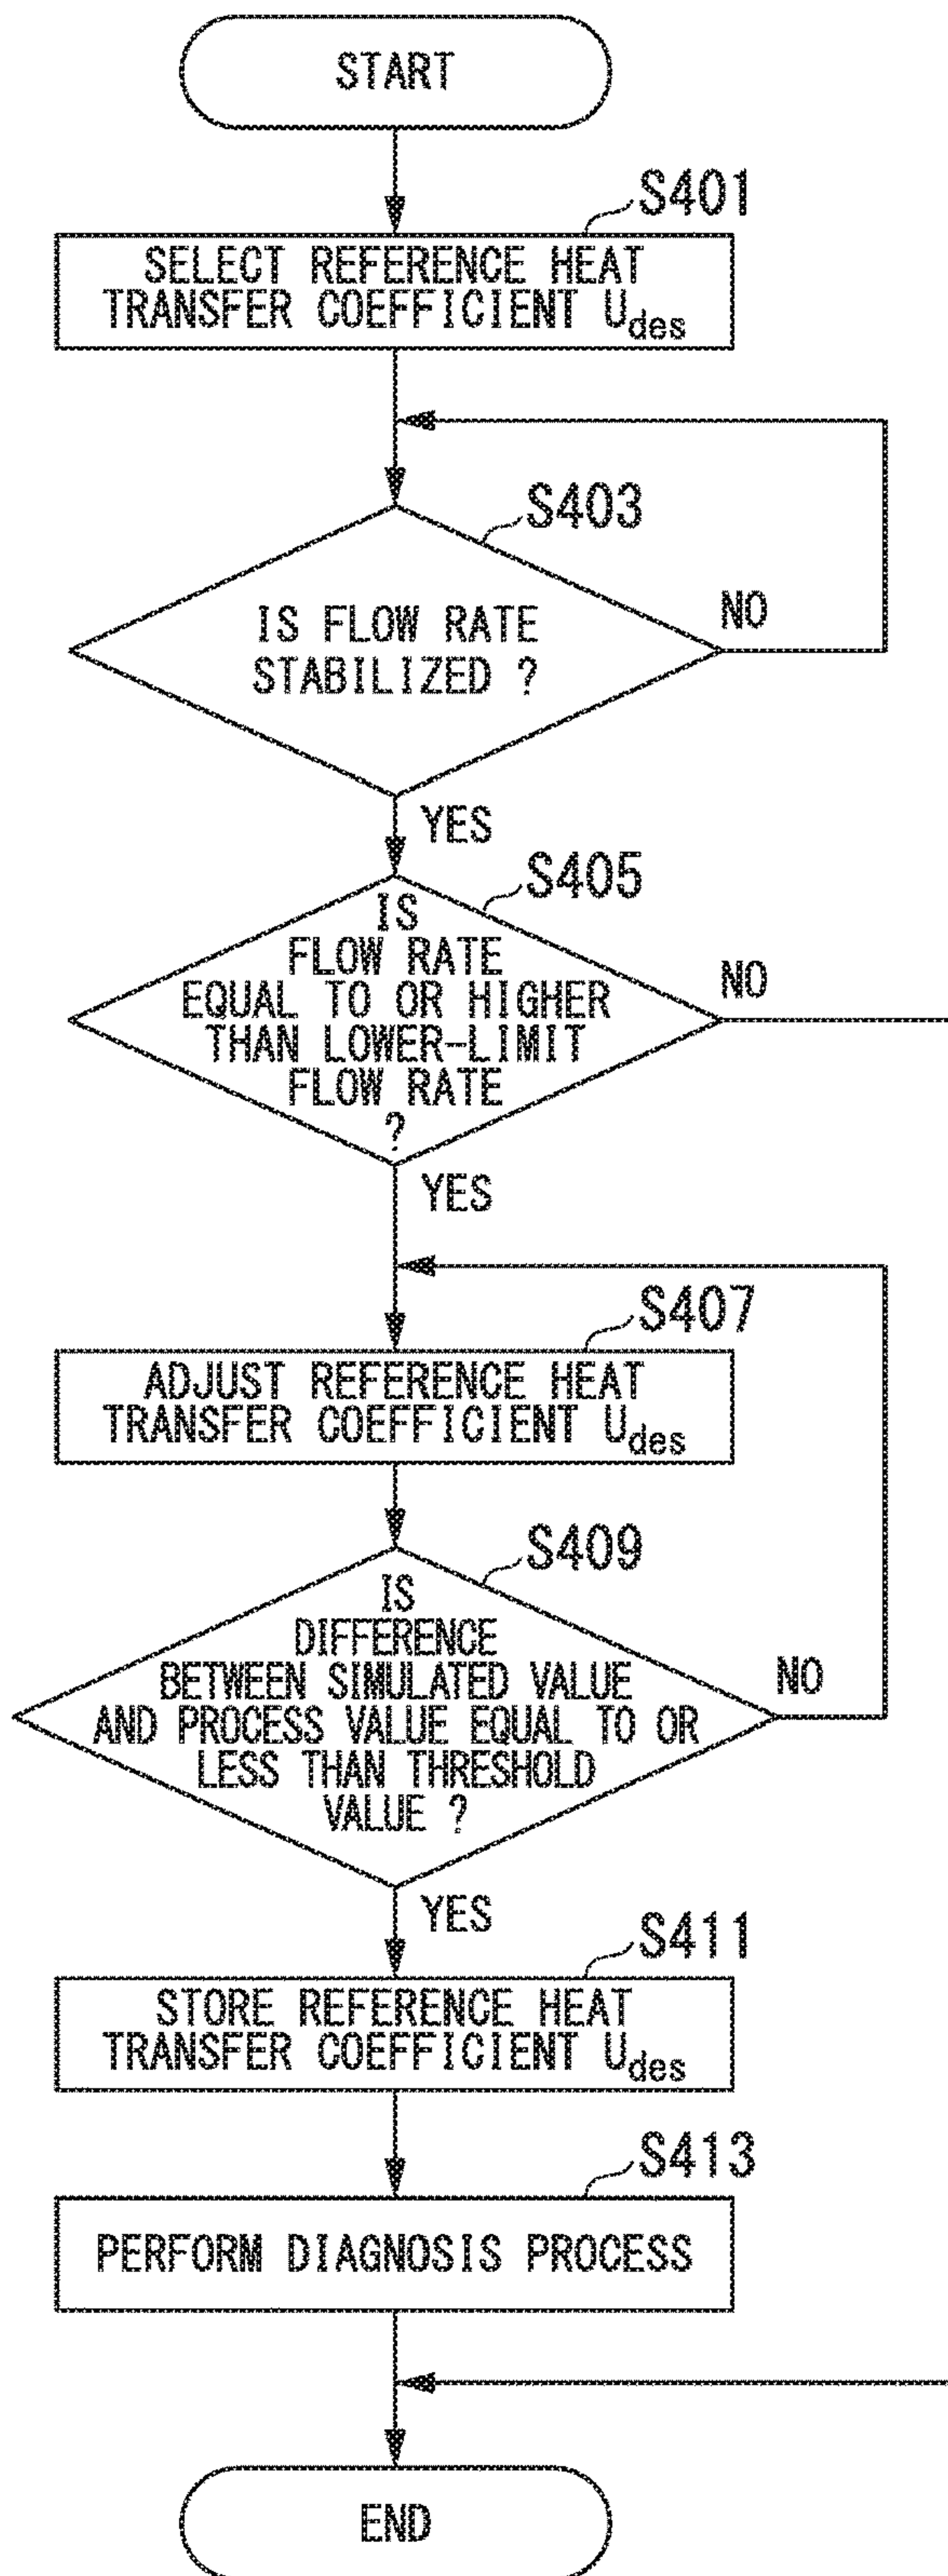 START
S401
SELECT REFERENCE HEAT
TRANSFER COEFFICIENT Udes
S403
IS FLOW RATE
STABILIZED ?
NO
YES
S405
IS
FLOW RATE
EQUAL TO OR HIGHER
THAN LOWER-LIMIT
FLOW RATE
?
NO
YES
S407
ADJUST REFERENCE HEAT
TRANSFER COEFFICIENT Udes
S409
IS
DIFFERENCE
BETWEEN SIMULATED VALUE
AND PROCESS VALUE EQUAL TO OR
LESS THAN THRESHOLD
VALUE ?
NO
YES
S411
STORE REFERENCE HEAT
TRANSFER COEFFICIENT Udes
S413
PERFORM DIAGNOSIS PROCESS
END